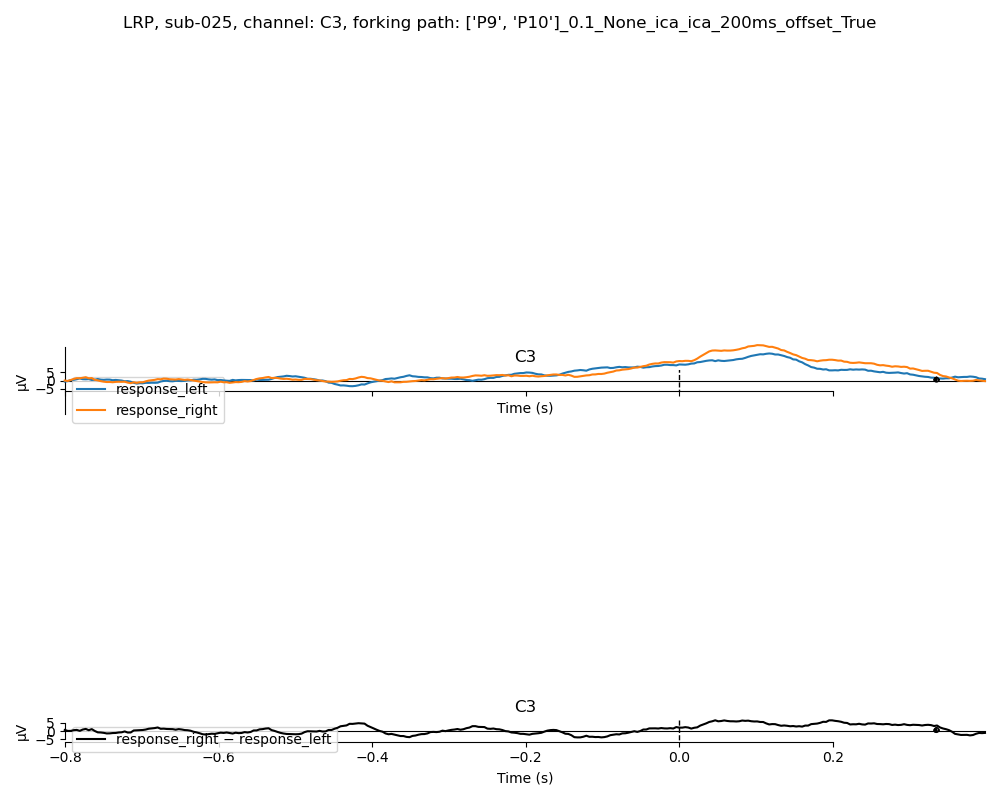 LRP, sub-025, channel: C3, forking path: ['P9', 'P10']_0.1_None_ica_ica_200ms_offset_True
C3
µV
5
0
−5
response_left
response_right
Time (s)
C3
µV
5
0
−5
response_right − response_left
−0.8 −0.6 −0.4 −0.2 0.0 0.2
Time (s)